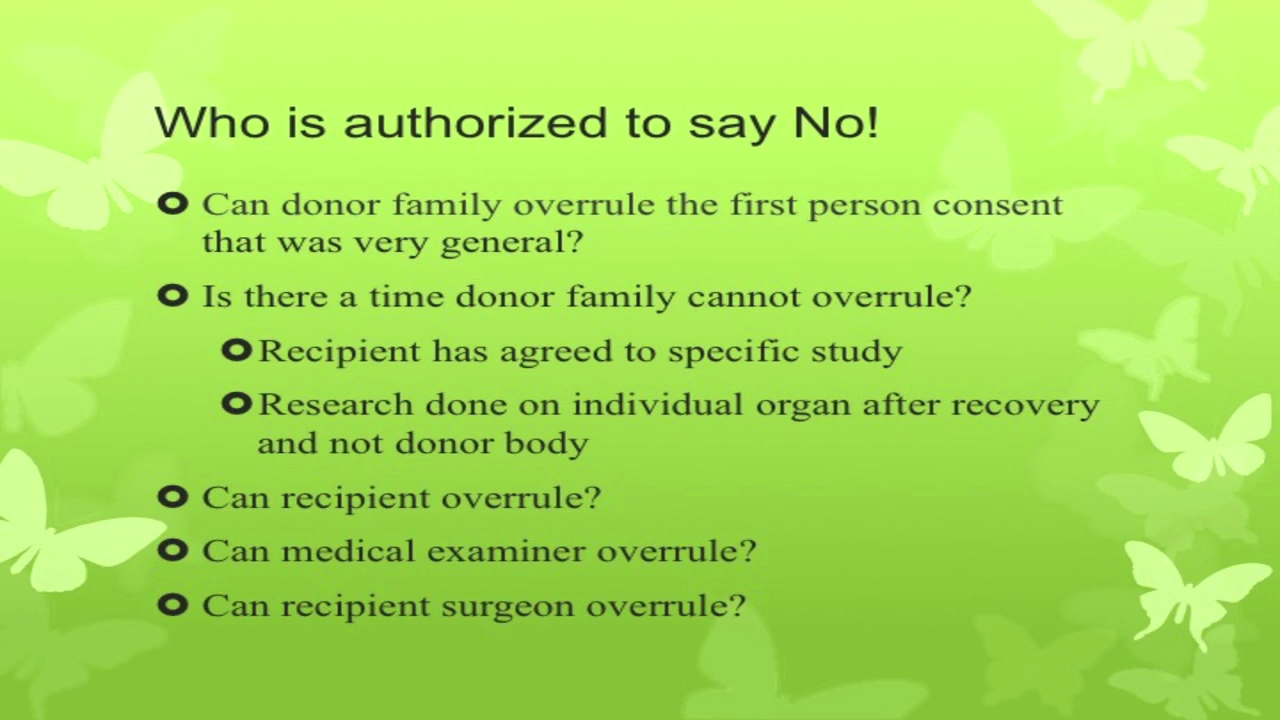 Who is authorized to say No!
Can donor family overrule the first person consent
that was very general?
Is there a time donor family cannot overrule?
Recipient has agreed to specific study
Research done on individual organ after recovery
and not donor body
Can recipient overrule?
Can medical examiner overrule?
Can recipient surgeon overrule?